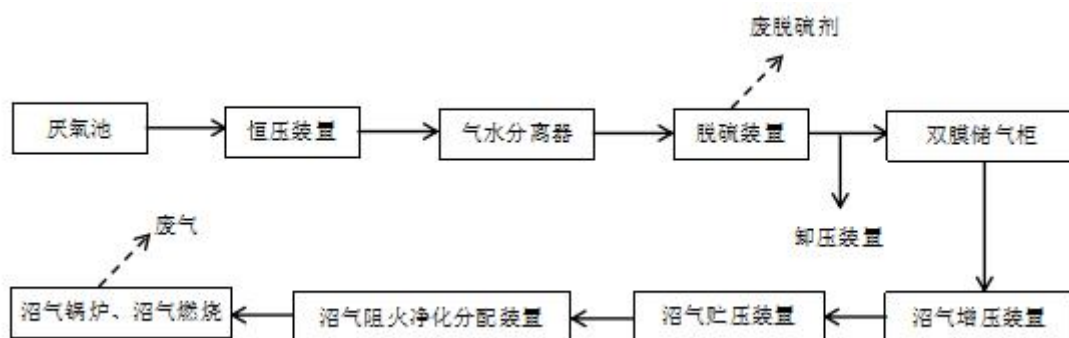 废脱硫剂
厌氧池
恒压装置
气水分离器
脱硫装置
双膜储气柜
卸压装置
废气
沼气锅炉、沼气燃烧
沼气阻火净化分配装置
沼气贮压装置
沼气增压装置